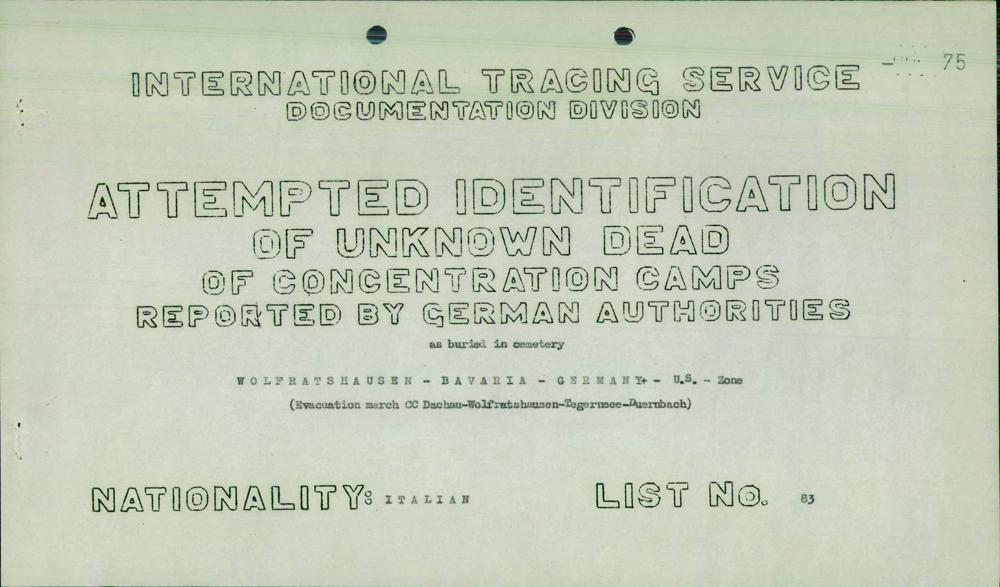 75
INTERNATIONAL TRACING SERVICE
DOCUMENTATION DIVISION
ATTEMPTED IDENTIFICATION
OF UNKNOWN DEAD
OF CONCENTRATION CAMPS
REPORTED BY GERMAN AUTHORITIES
as buried in cemetery
WOLFRATSHAUSEN - BAVARIA - GERMANY+ - U.S. - Zone
(Evacuation march CC Dachau-Wolfratshausen-Tegernsee-Duernbach)
NATIONALITY: ITALIAN LIST No. 83